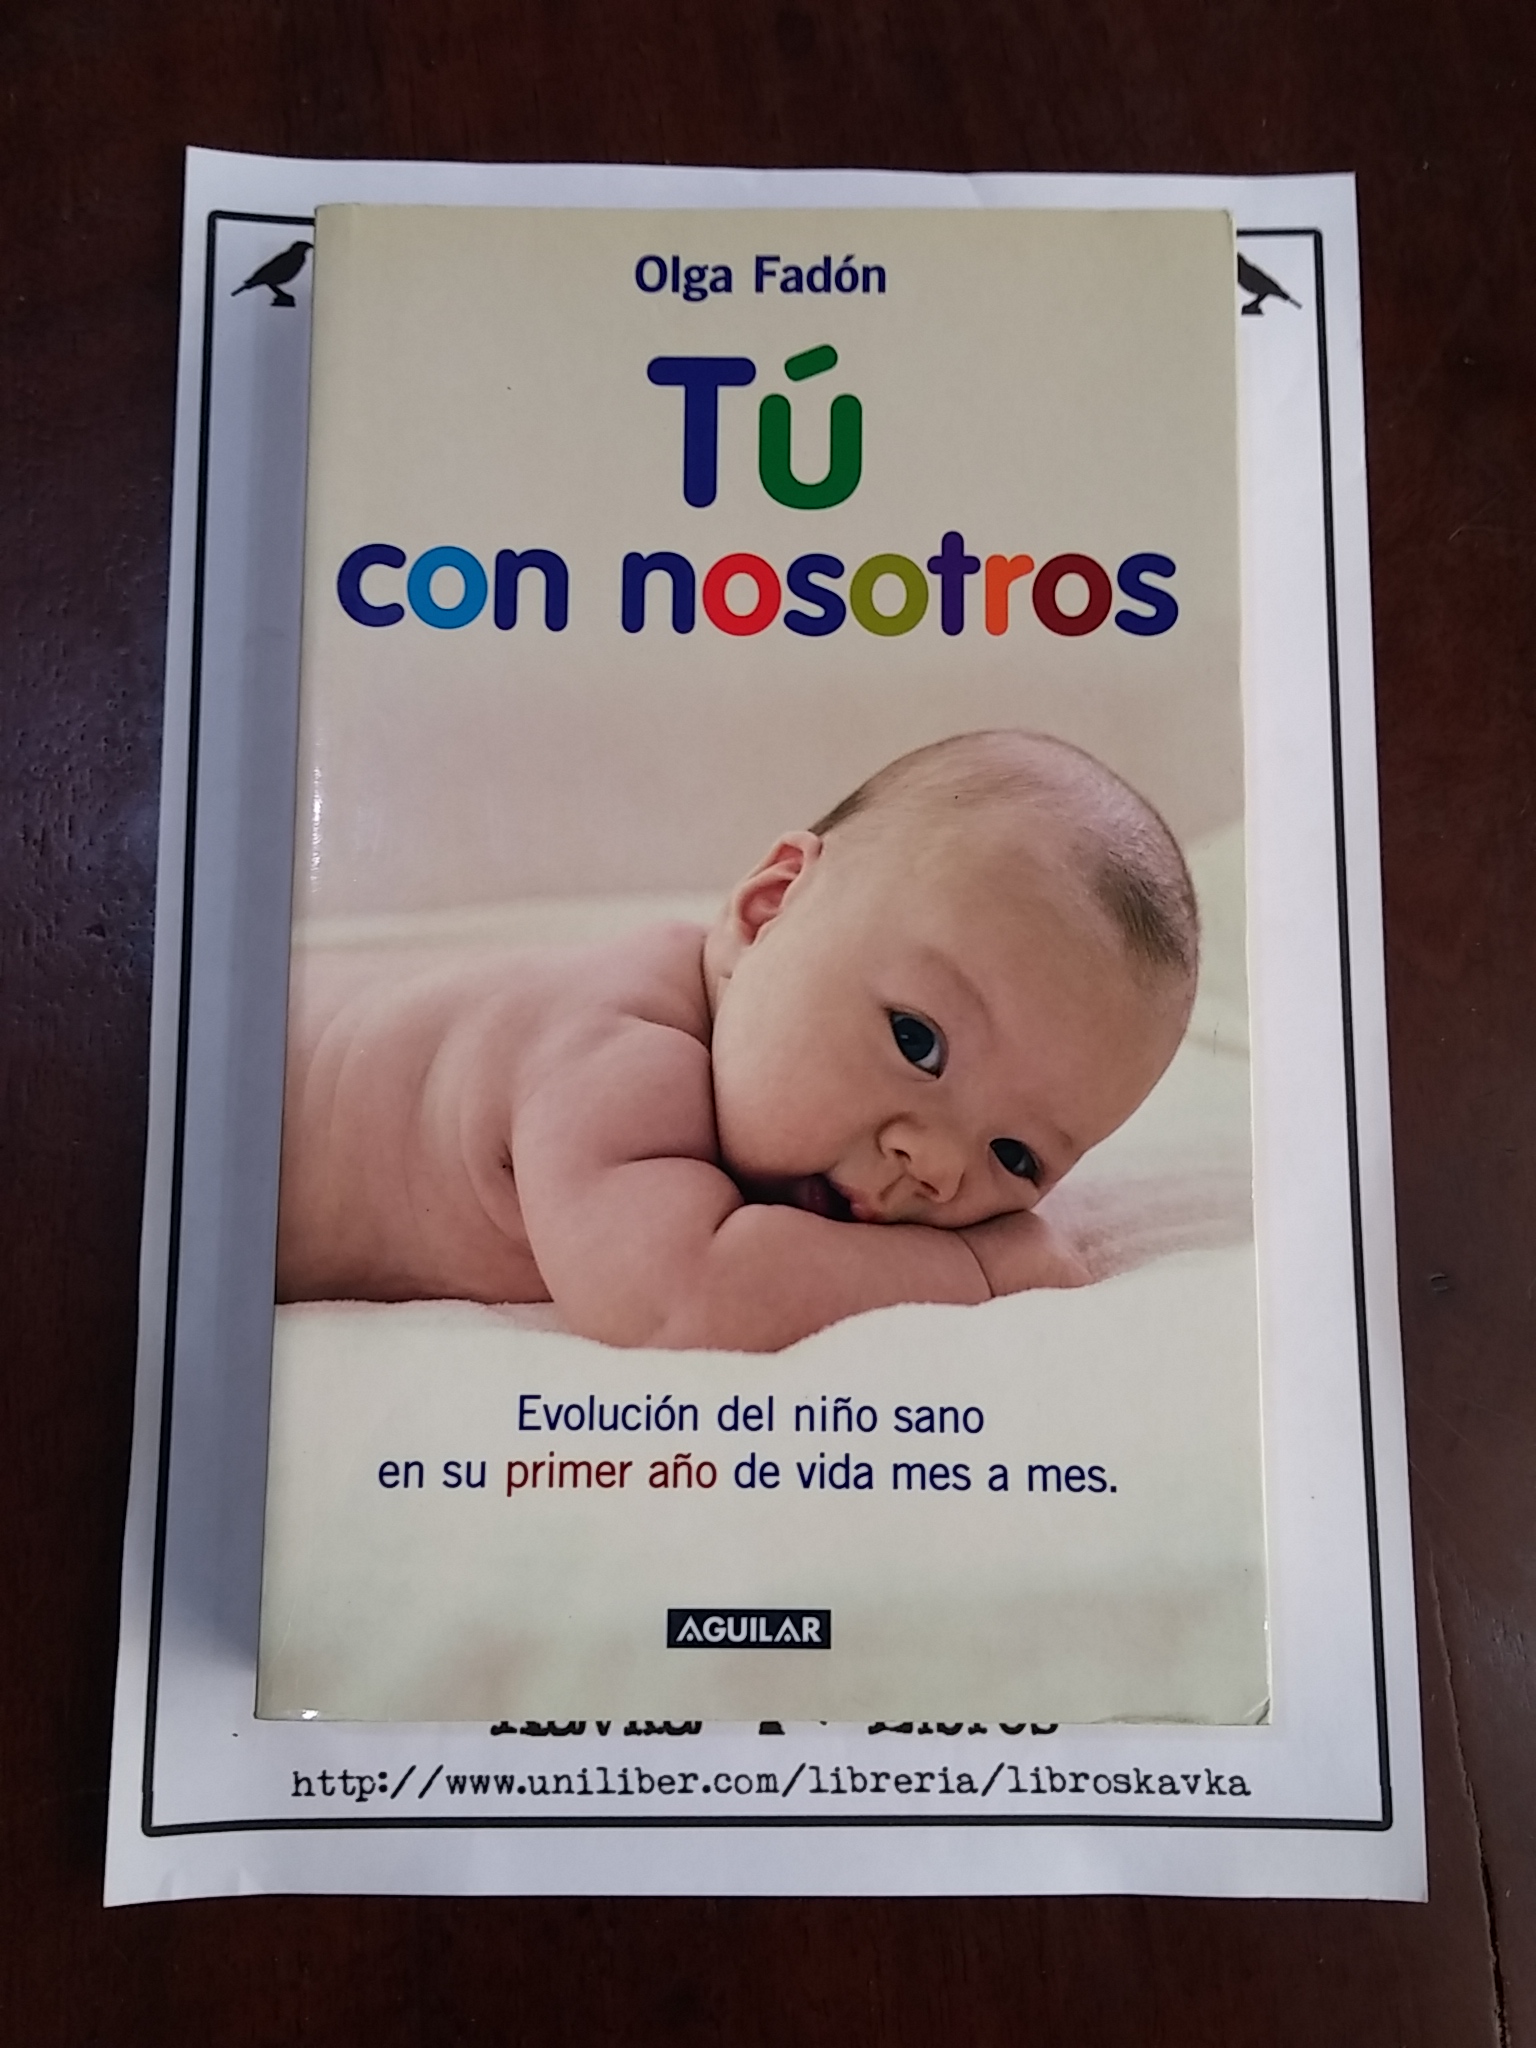 Olga Fadón
Tú
con nosotros
Evolución del niño sano
en su primer año de vida mes a mes.
AGUILAR
http://www.uniliber.com/libreria/libroskavka